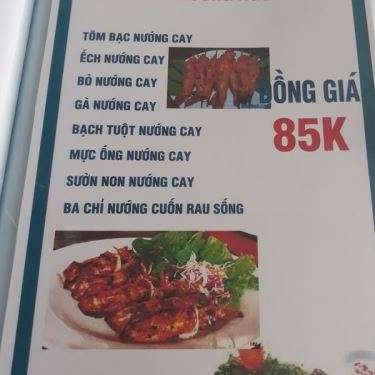 TÔM BẠC NƯỚNG CAY
ẾCH NƯỚNG CAY
BÒ NƯỚNG CAY
GÀ NƯỚNG CAY
BẠCH TUỘT NƯỚNG CAY
MỰC ỐNG NƯỚNG CAY
SƯỜN NON NƯỚNG CAY
BA CHỈ NƯỚNG CUỐN RAU SỐNG
ĐỒNG GIÁ
85K